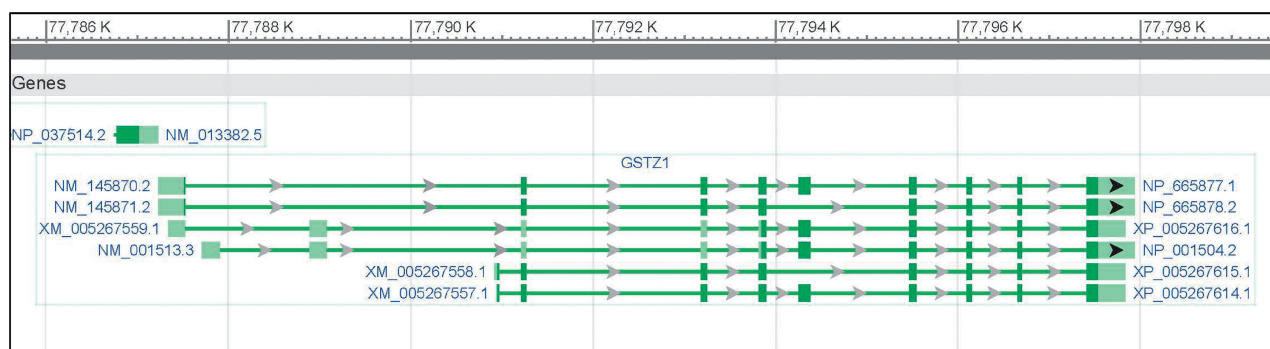 77,786 K 77,788 K 77,790 K 77,792 K 77,794 K 77,796 K 77,798 K
Genes
NP_037514.2 NM_013382.5
GSTZ1
NM_145870.2 NP_665877.1
NM_145871.2 NP_665878.2
XM_005267559.1 XP_005267616.1
NM_001513.3 NP_001504.2
XM_005267558.1 XP_005267615.1
XM_005267557.1 XP_005267614.1